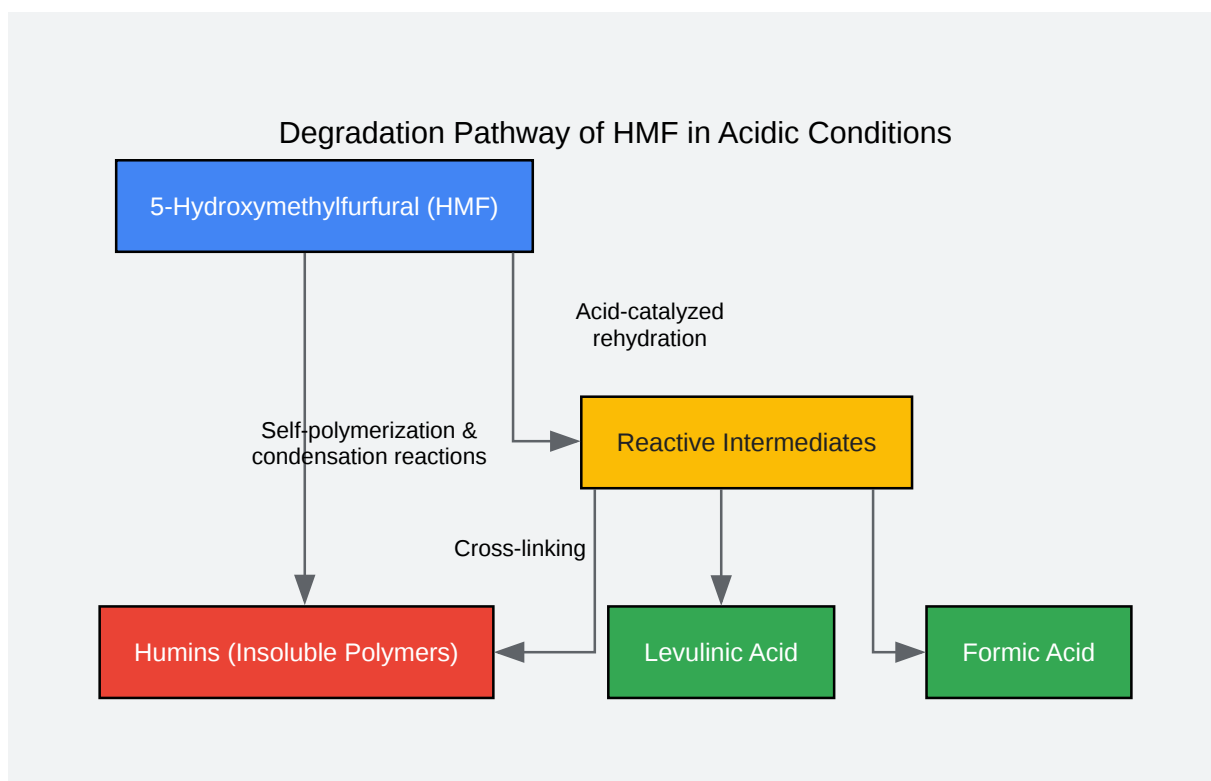 Degradation Pathway of HMF in Acidic Conditions
5-Hydroxymethylfurfural (HMF)
Acid-catalyzed
rehydration
Self-polymerization &
condensation reactions
Reactive Intermediates
Cross-linking
Humins (Insoluble Polymers)
Levulinic Acid
Formic Acid